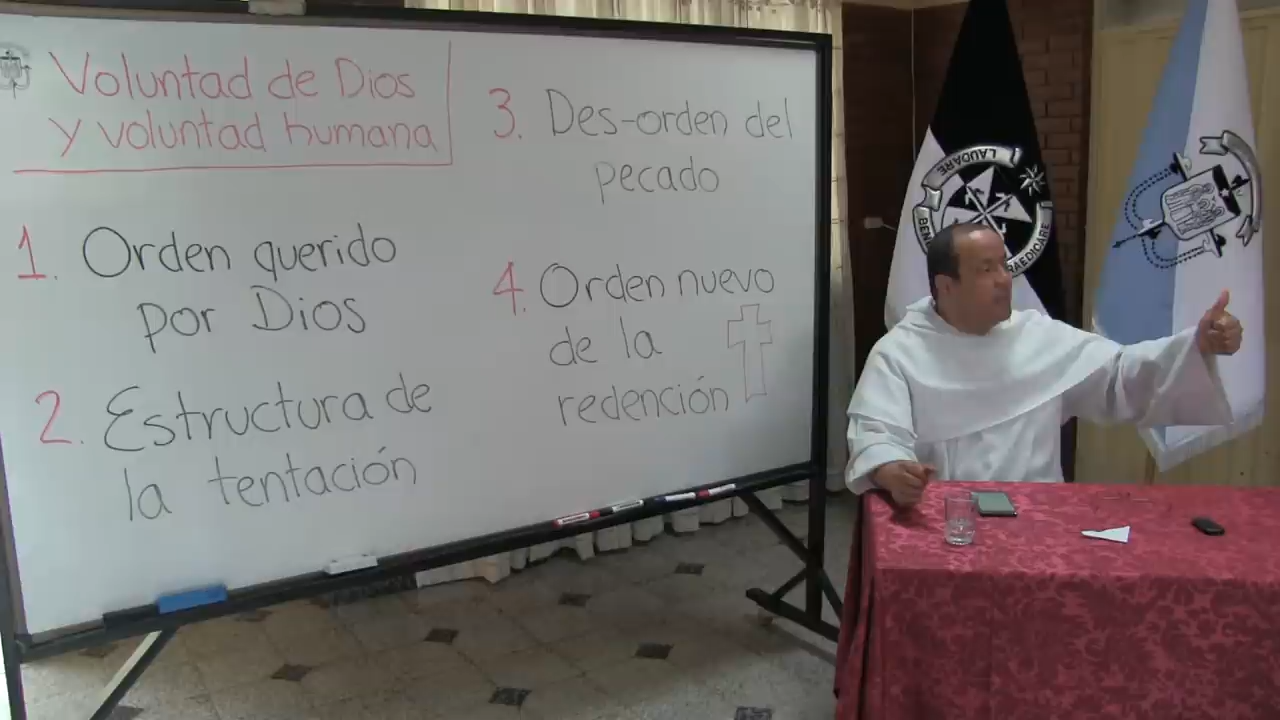 Voluntad de Dios
y voluntad humana
1. Orden querido
por Dios
2. Estructura de
la tentación
3. Des-orden del
pecado
4. Orden nuevo
de la
redención
LAUDARE